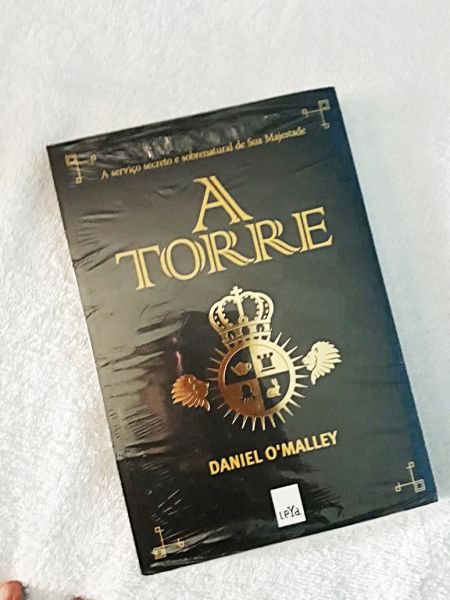 A serviço secreto e sobrenatural de Sua Majestade
A
TORRE
DANIEL O'MALLEY
LeYa